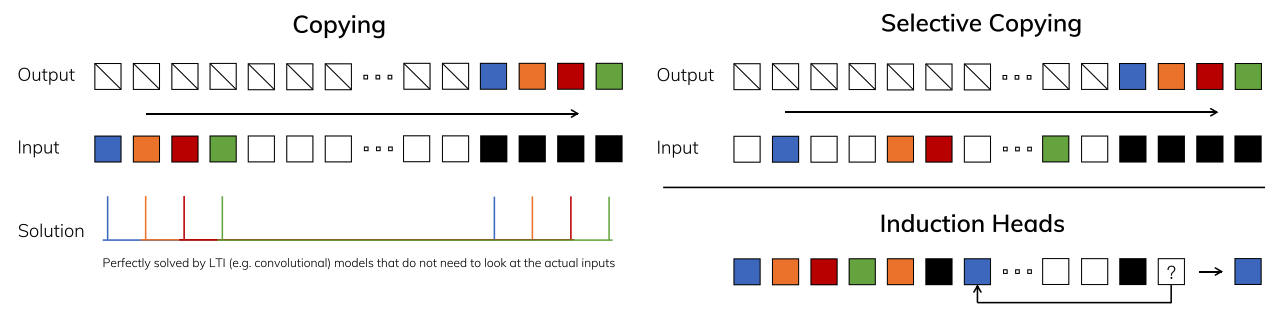 Copying
Output
Input
Solution
Perfectly solved by LTI (e.g. convolutional) models that do not need to look at the actual inputs
Selective Copying
Output
Input
Induction Heads
?